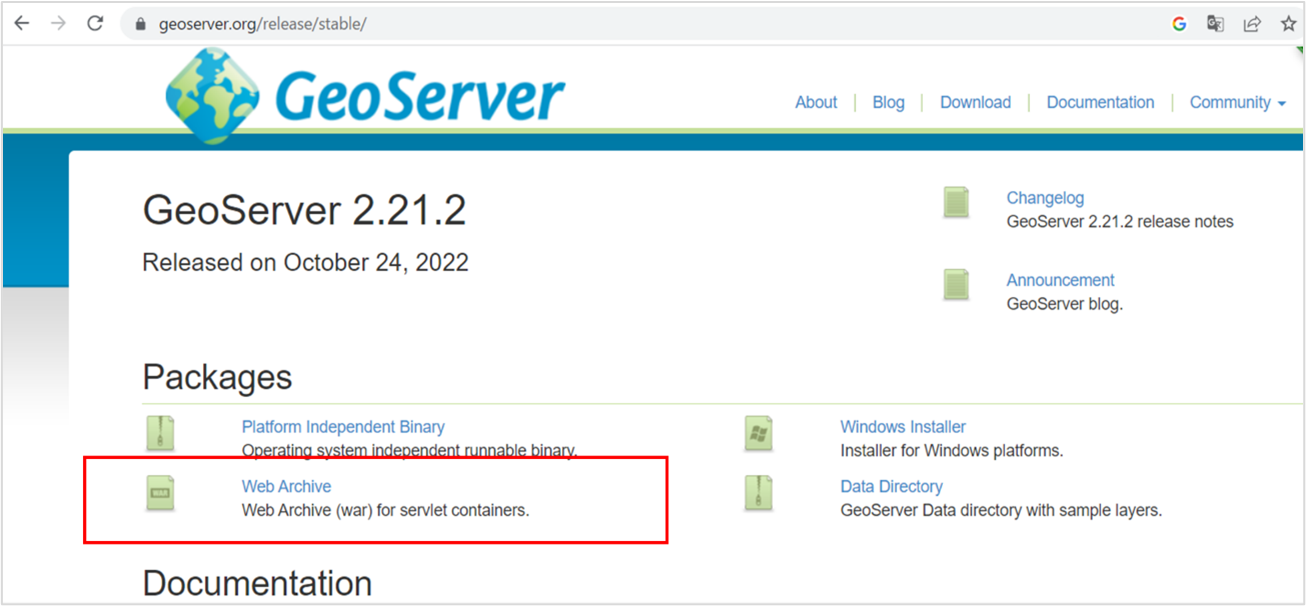 geoserver.org/release/stable/
GeoServer
About | Blog | Download | Documentation | Community
GeoServer 2.21.2
Released on October 24, 2022
Changelog
GeoServer 2.21.2 release notes
Announcement
GeoServer blog.
Packages
Platform Independent Binary
Operating system independent runnable binary.
Windows Installer
Installer for Windows platforms.
WAR
Web Archive
Web Archive (war) for servlet containers.
Data Directory
GeoServer Data directory with sample layers.
Documentation